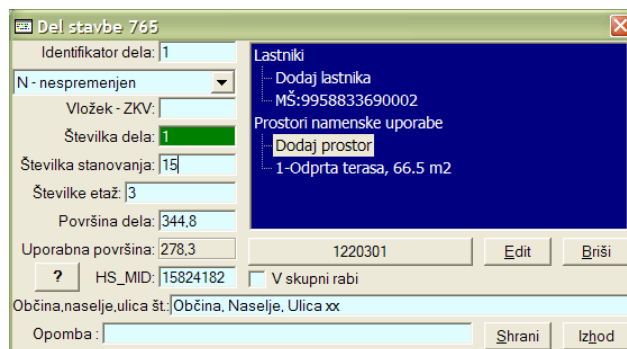 Del stavbe 765
Identifikator dela: 1
N - nespremenjen
Vložek - ZKV:
Številka dela: 1
Številka stanovanja: 15
Številke etaž: 3
Površina dela: 344,8
Uporabna površina: 278,3
? HS_MID: 15824182
Lastniki
Dodaj lastnika
MŠ:9958833690002
Prostori namenske uporabe
Dodaj prostor
1-Odprta terasa, 66.5 m2
1220301 Edit Briši
V skupni rabi
Občina,naselje,ulica št.: Občina, Naselje, Ulica xx
Opomba : Shrani Izhod